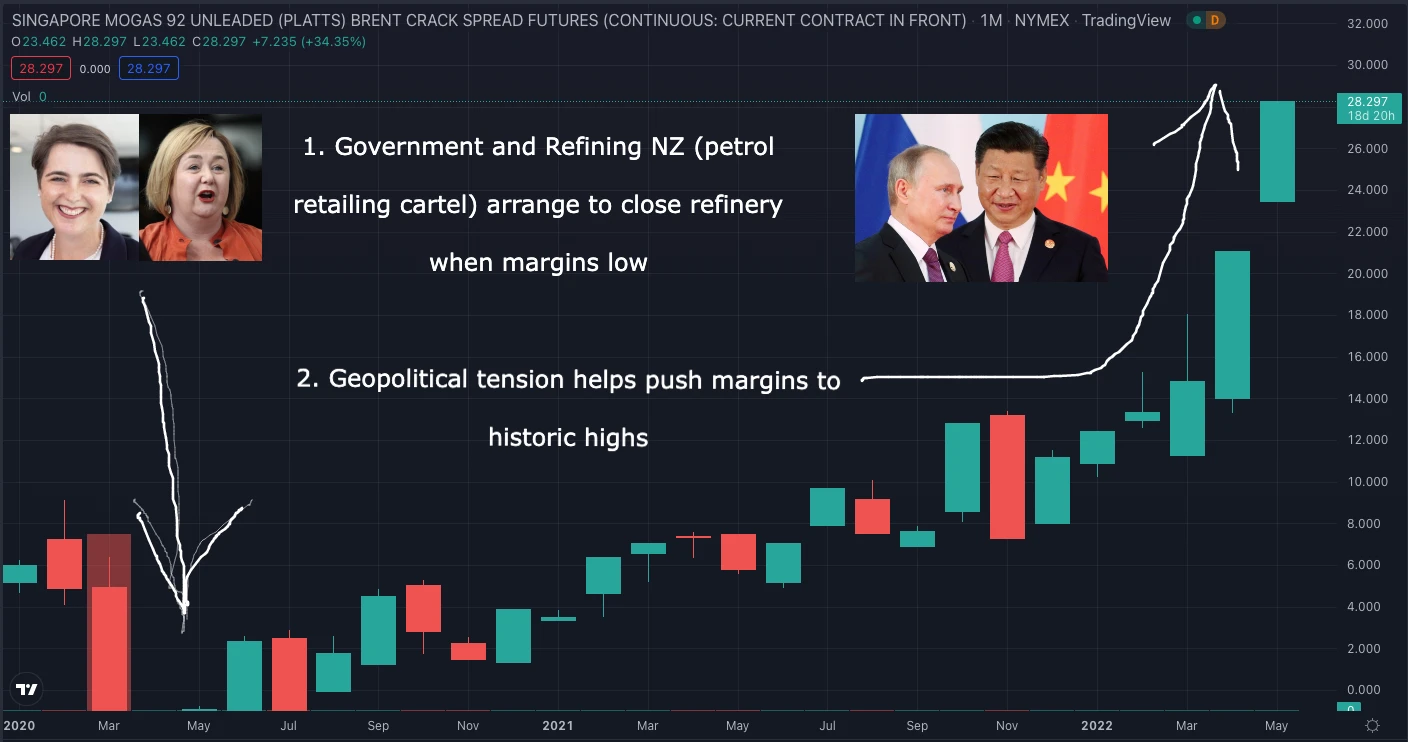 SINGAPORE MOGAS 92 UNLEADED (PLATTS) BRENT CRACK SPREAD FUTURES (CONTINUOUS: CURRENT CONTRACT IN FRONT) · 1M · NYMEX · TradingView D
O23.462 H28.297 L23.462 C28.297 +7.235 (+34.35%)
28.297 0.000 28.297
Vol 0
1. Government and Refining NZ (petrol
retailing cartel) arrange to close refinery
when margins low
2. Geopolitical tension helps push margins to
historic highs
32.000
30.000
28.297
18d 20h
26.000
24.000
22.000
20.000
18.000
16.000
14.000
12.000
10.000
8.000
6.000
4.000
2.000
0.000
0
2020 Mar May Jul Sep Nov 2021 Mar May Jul Sep Nov 2022 Mar May